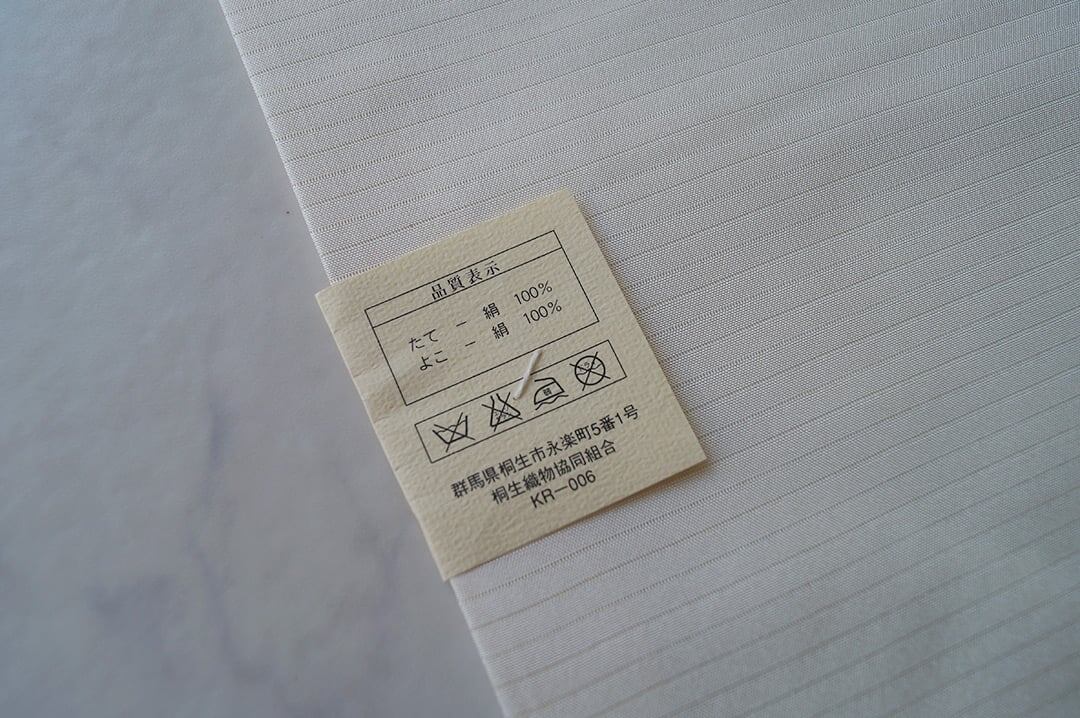 品質表示
たて － 絹 100％
よこ － 絹 100％
群馬県桐生市永楽町5番1号
桐生織物協同組合
KR－006